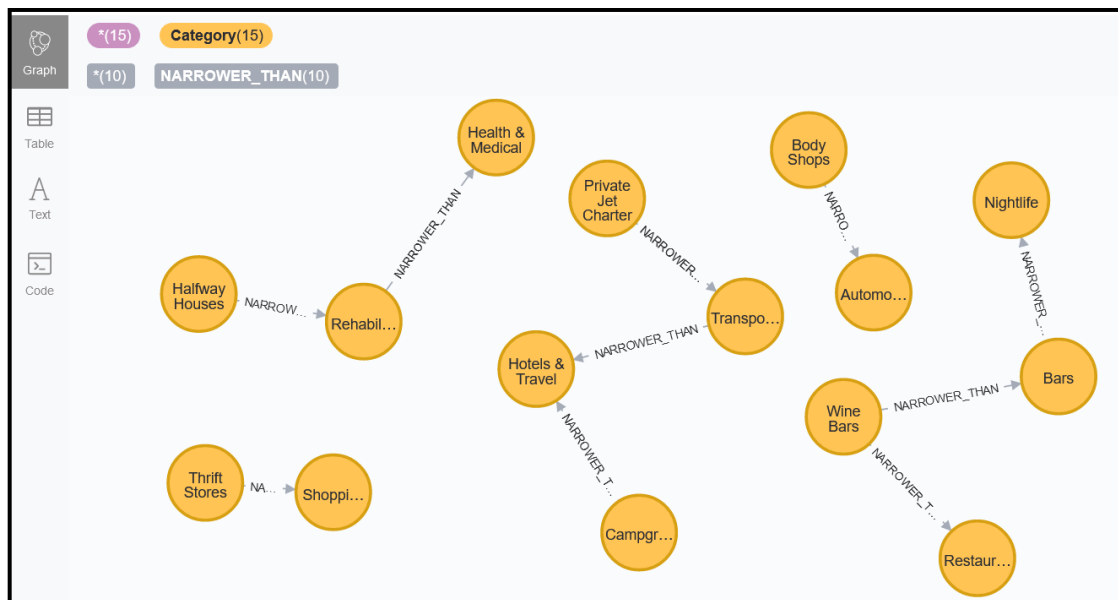 *(15)
Category(15)
*(10)
NARROWER_THAN(10)
Graph
Table
Text
Code
Health &
Medical
NARROWER_THAN
Halfway
Houses
NARROW...
Rehabil...
Private
Jet
Charter
NARROWER...
Transpo...
NARROWER_THAN
Hotels &
Travel
NARROWER_T...
Campgr...
Body
Shops
NARRO...
Automo...
Nightlife
NARROWER_...
Bars
NARROWER_THAN
Wine
Bars
NARROWER_T...
Restaur...
Thrift
Stores
NA...
Shoppi...